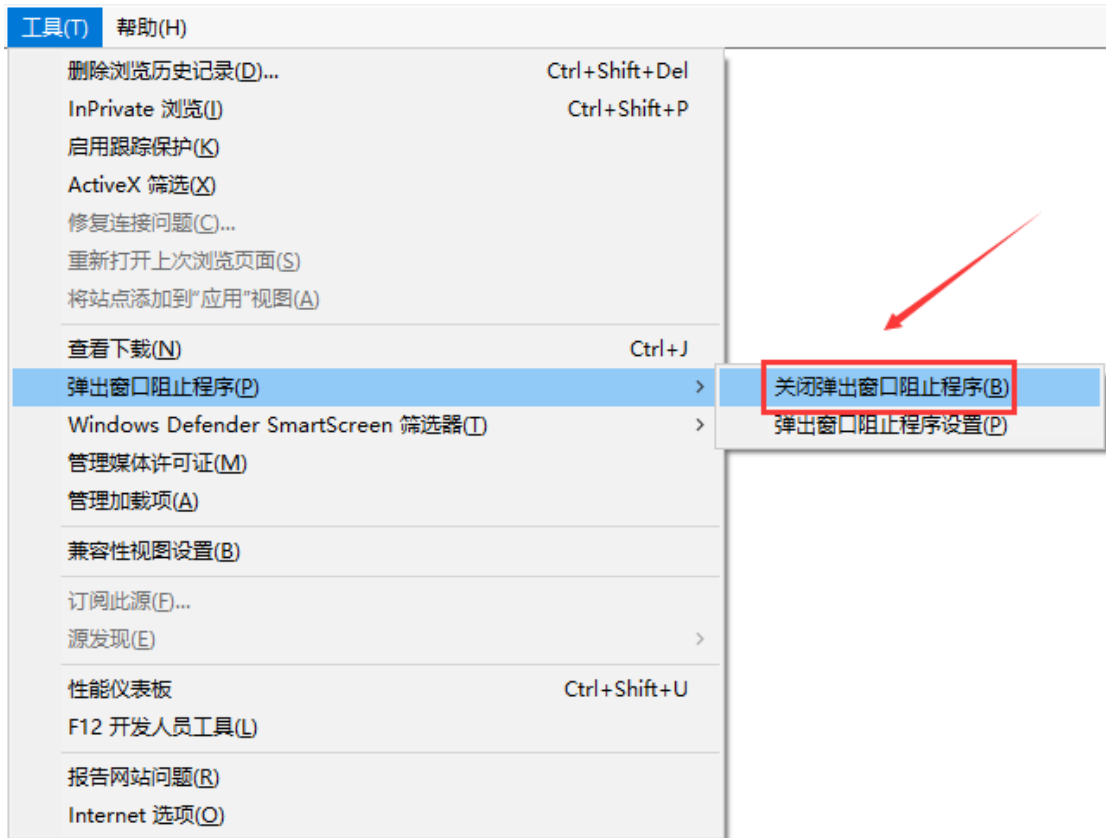 工具(T) 帮助(H)
删除浏览历史记录(D)... Ctrl+Shift+Del
InPrivate 浏览(I) Ctrl+Shift+P
启用跟踪保护(K)
ActiveX 筛选(X)
修复连接问题(C)...
重新打开上次浏览页面(S)
将站点添加到“应用”视图(A)
查看下载(N) Ctrl+J
弹出窗口阻止程序(P) >
关闭弹出窗口阻止程序(B)
弹出窗口阻止程序设置(P)
Windows Defender SmartScreen 筛选器(T) >
管理媒体许可证(M)
管理加载项(A)
兼容性视图设置(B)
订阅此源(F)...
源发现(E) >
性能仪表板 Ctrl+Shift+U
F12 开发人员工具(L)
报告网站问题(R)
Internet 选项(O)